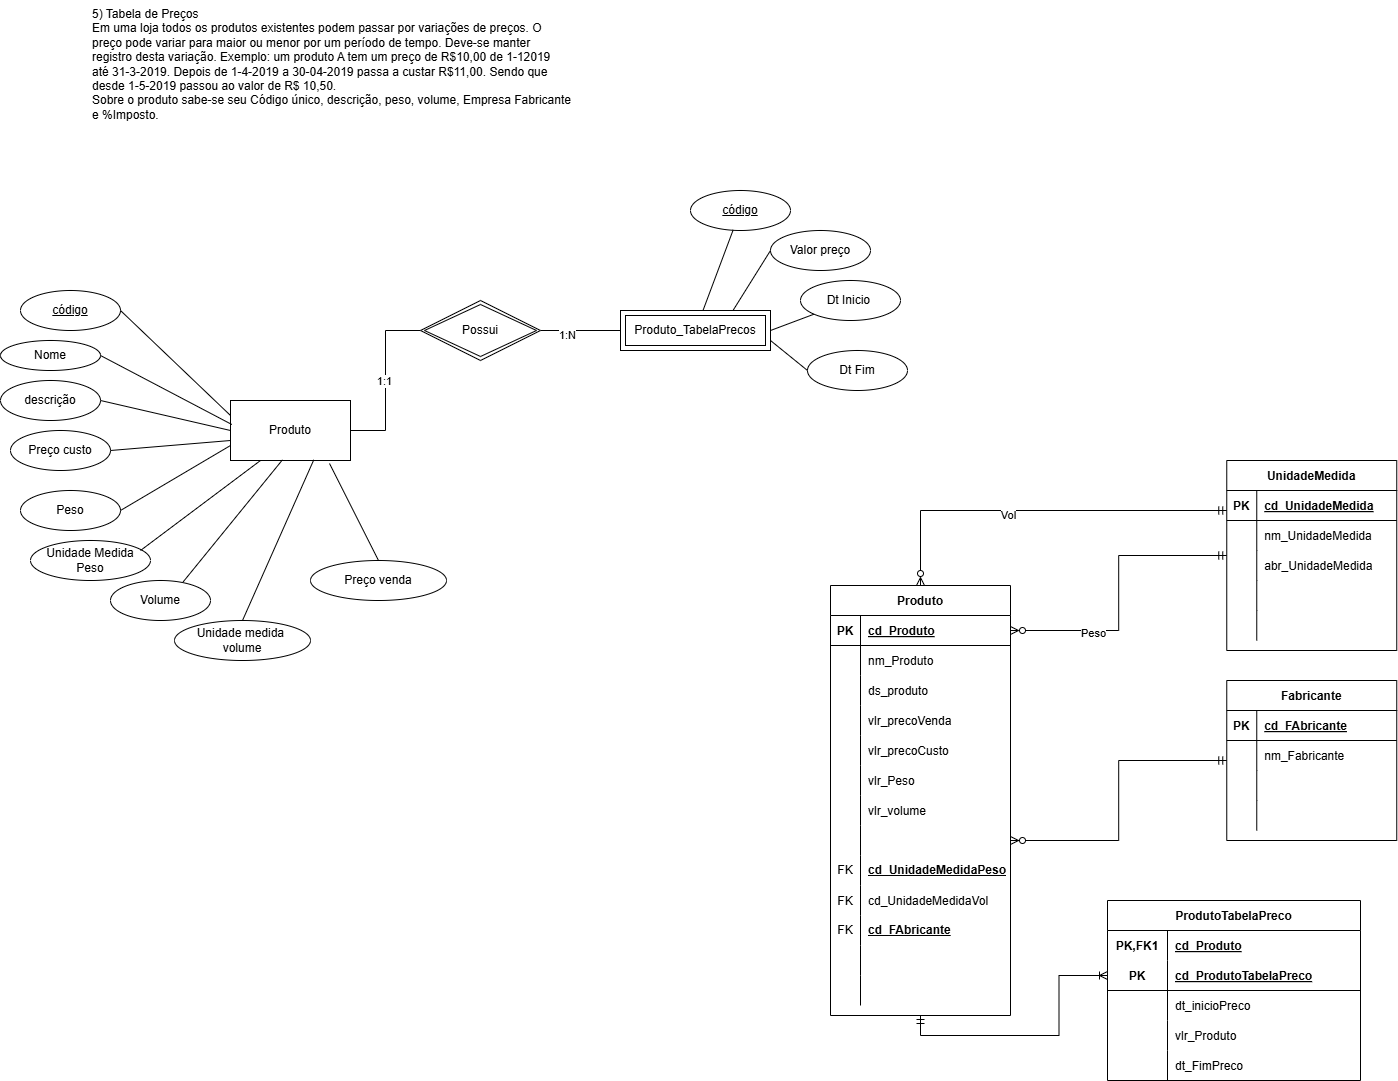 5) Tabela de Preços
Em uma loja todos os produtos existentes podem passar por variações de preços. O
preço pode variar para maior ou menor por um período de tempo. Deve-se manter
registro desta variação. Exemplo: um produto A tem um preço de R$10,00 de 1-12019
até 31-3-2019. Depois de 1-4-2019 a 30-04-2019 passa a custar R$11,00. Sendo que
desde 1-5-2019 passou ao valor de R$ 10,50.
Sobre o produto sabe-se seu Código único, descrição, peso, volume, Empresa Fabricante
e %Imposto.
código
Valor preço
Dt Inicio
Dt Fim
Produto_TabelaPrecos
1:N
Possui
1:1
código
Nome
descrição
Preço custo
Peso
Unidade Medida
Peso
Volume
Unidade medida
volume
Preço venda
Produto
UnidadeMedida
PK cd_UnidadeMedida
nm_UnidadeMedida
abr_UnidadeMedida
Vol
Peso
Produto
PK cd_Produto
nm_Produto
ds_produto
vlr_precoVenda
vlr_precoCusto
vlr_Peso
vlr_volume
FK cd_UnidadeMedidaPeso
FK cd_UnidadeMedidaVol
FK cd_FAbricante
Fabricante
PK cd_FAbricante
nm_Fabricante
ProdutoTabelaPreco
PK,FK1 cd_Produto
PK cd_ProdutoTabelaPreco
dt_inicioPreco
vlr_Produto
dt_FimPreco